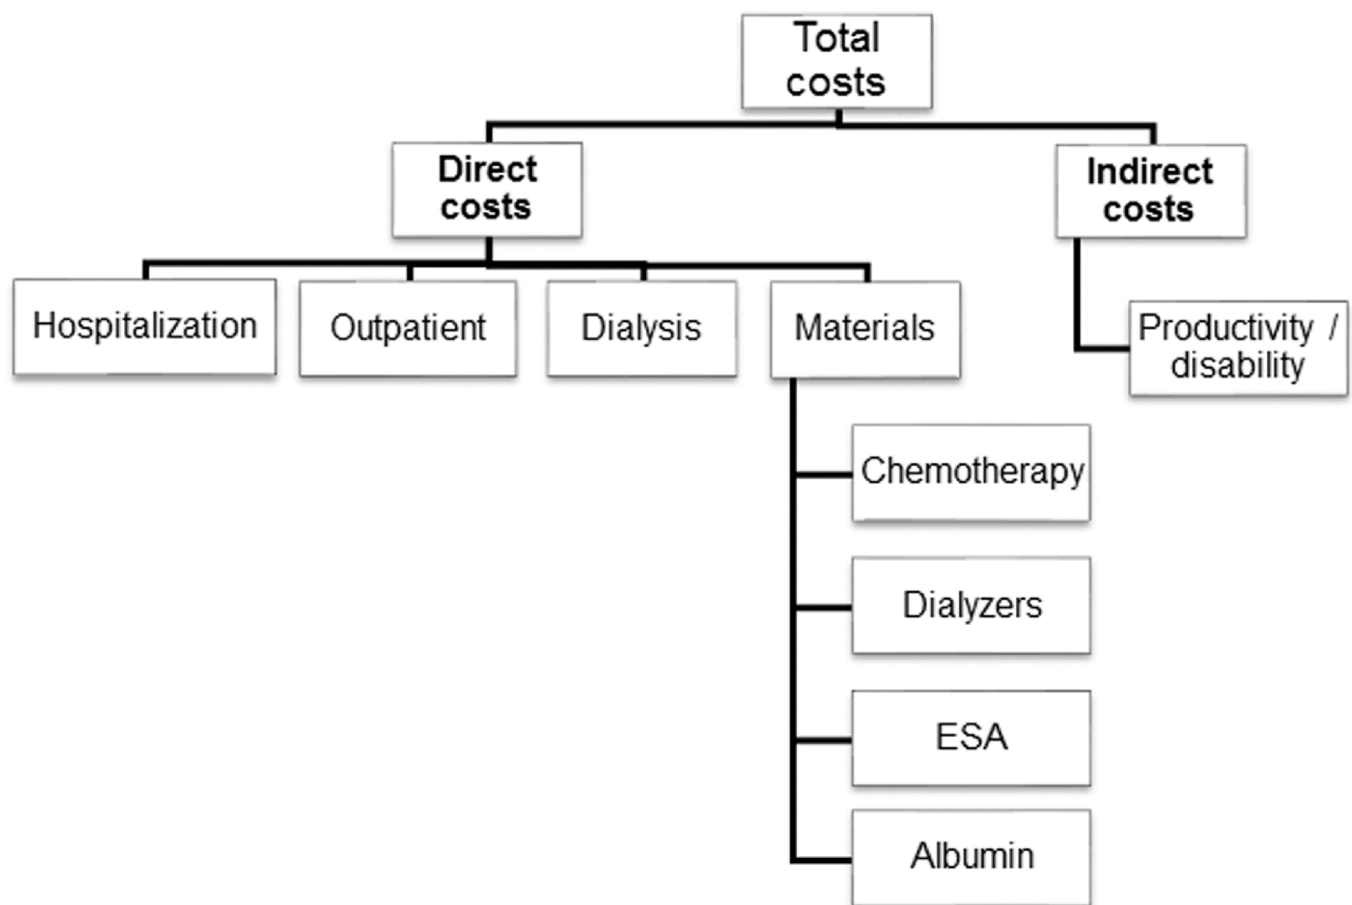 Total
costs
Direct
costs
Indirect
costs
Hospitalization
Outpatient
Dialysis
Materials
Productivity /
disability
Chemotherapy
Dialyzers
ESA
Albumin